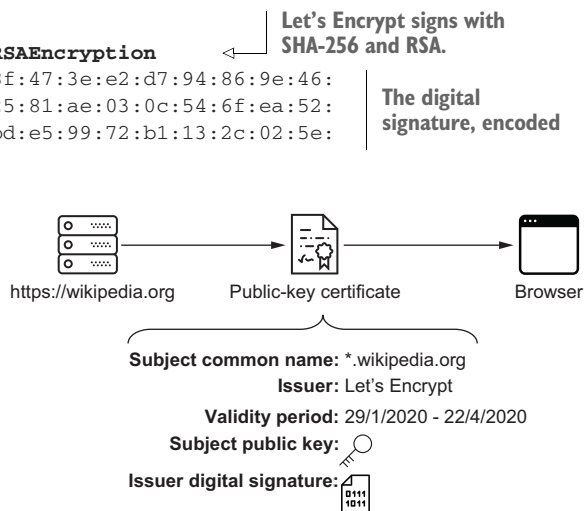 Let's Encrypt signs with
RSAEncryption SHA-256 and RSA.
f:47:3e:e2:d7:94:86:9e:46:
5:81:ae:03:0c:54:6f:ea:52:
d:e5:99:72:b1:13:2c:02:5e:
The digital
signature, encoded
https://wikipedia.org Public-key certificate Browser
Subject common name: *.wikipedia.org
Issuer: Let's Encrypt
Validity period: 29/1/2020 - 22/4/2020
Subject public key:
Issuer digital signature:
0111
1011